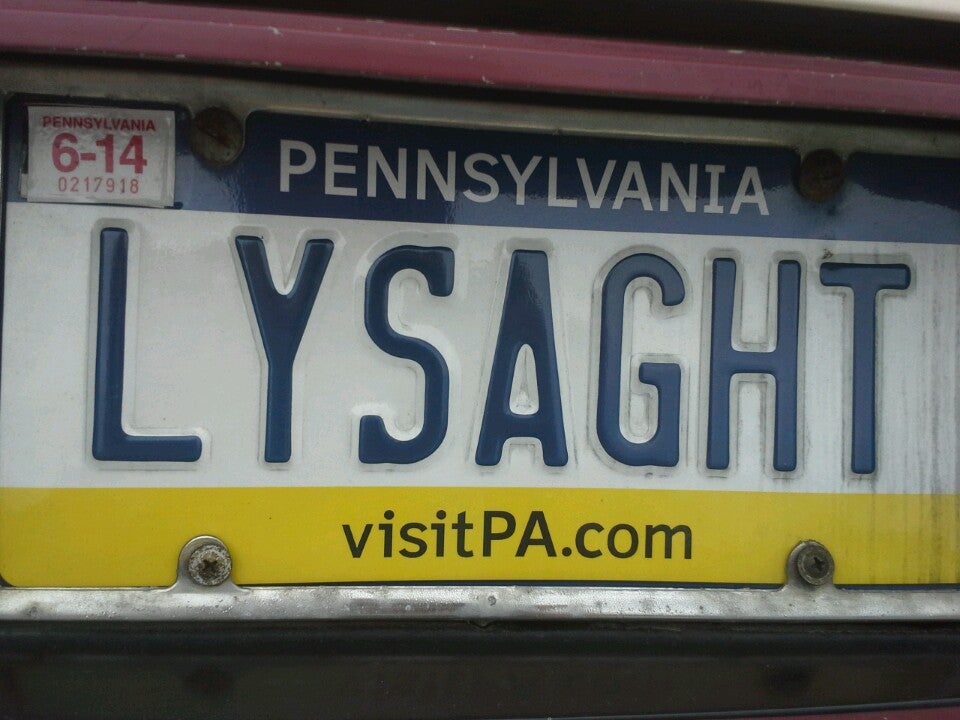 PENNSYLVANIA
6-14
0217918
PENNSYLVANIA
LYSAGHT
visitPA.com